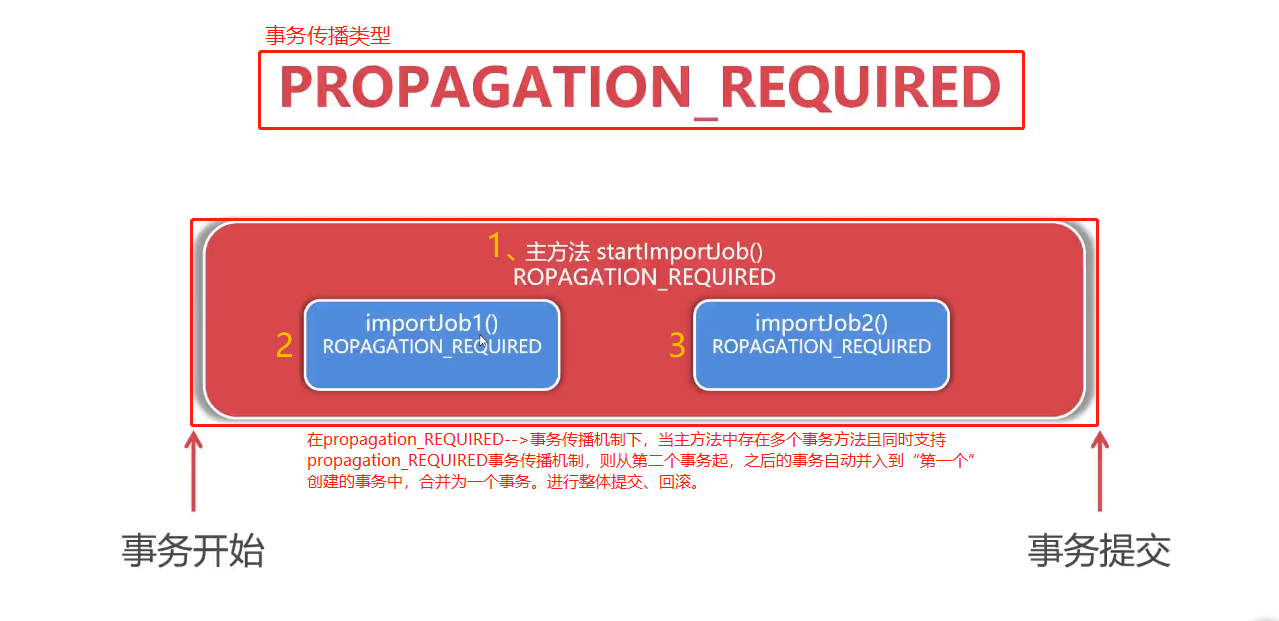 事务传播类型
PROPAGATION_REQUIRED
1、主方法 startImportJob()
ROPAGATION_REQUIRED
2
importJob1()
ROPAGATION_REQUIRED
3
importJob2()
ROPAGATION_REQUIRED
在propagation_REQUIRED-->事务传播机制下，当主方法中存在多个事务方法且同时支持
propagation_REQUIRED事务传播机制，则从第二个事务起，之后的事务自动并入到“第一个”
创建的事务中，合并为一个事务。进行整体提交、回滚。
事务开始
事务提交